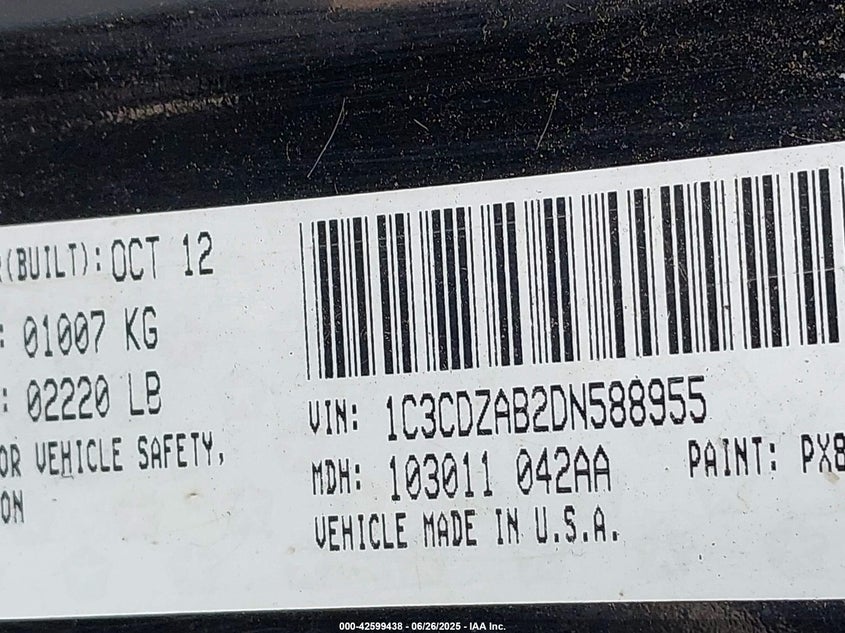 R(BUILT): OCT 12
: 01007 KG
: 02220 LB
OR VEHICLE SAFETY,
ON
VIN: 1C3CDZAB2DN588955
MDH: 103011 042AA PAINT: PX8
VEHICLE MADE IN U.S.A.
000-42599438 - 06/26/2025 - IAA Inc.